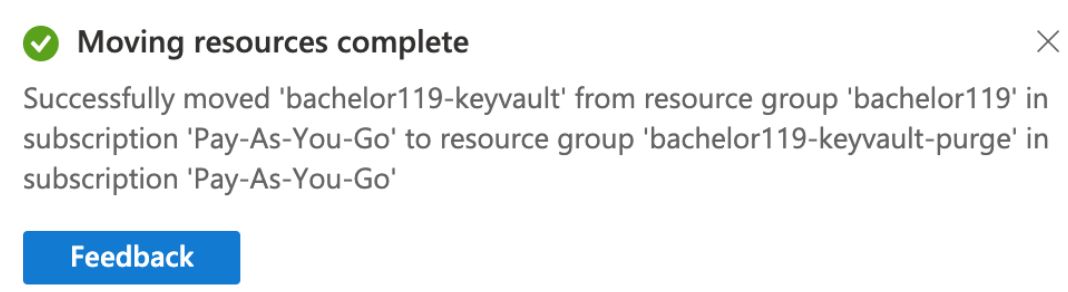 Moving resources complete
Successfully moved 'bachelor119-keyvault' from resource group 'bachelor119' in
subscription 'Pay-As-You-Go' to resource group 'bachelor119-keyvault-purge' in
subscription 'Pay-As-You-Go'
Feedback